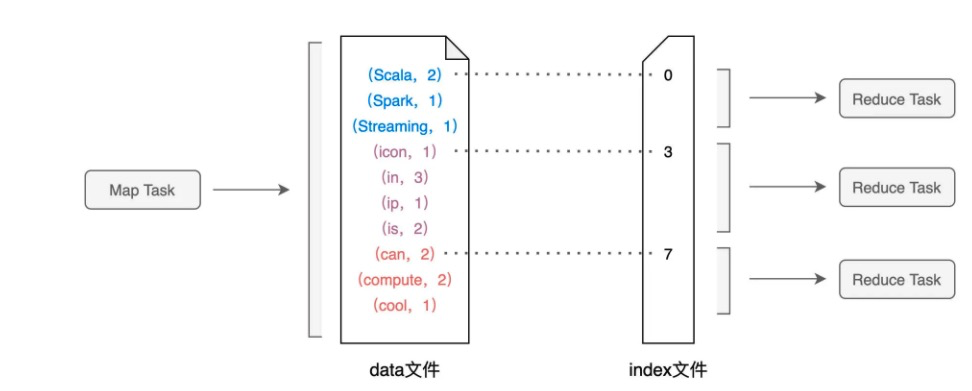 Map Task
(Scala, 2)
(Spark, 1)
(Streaming, 1)
(icon, 1)
(in, 3)
(ip, 1)
(is, 2)
(can, 2)
(compute, 2)
(cool, 1)
data文件
0
3
7
index文件
Reduce Task
Reduce Task
Reduce Task